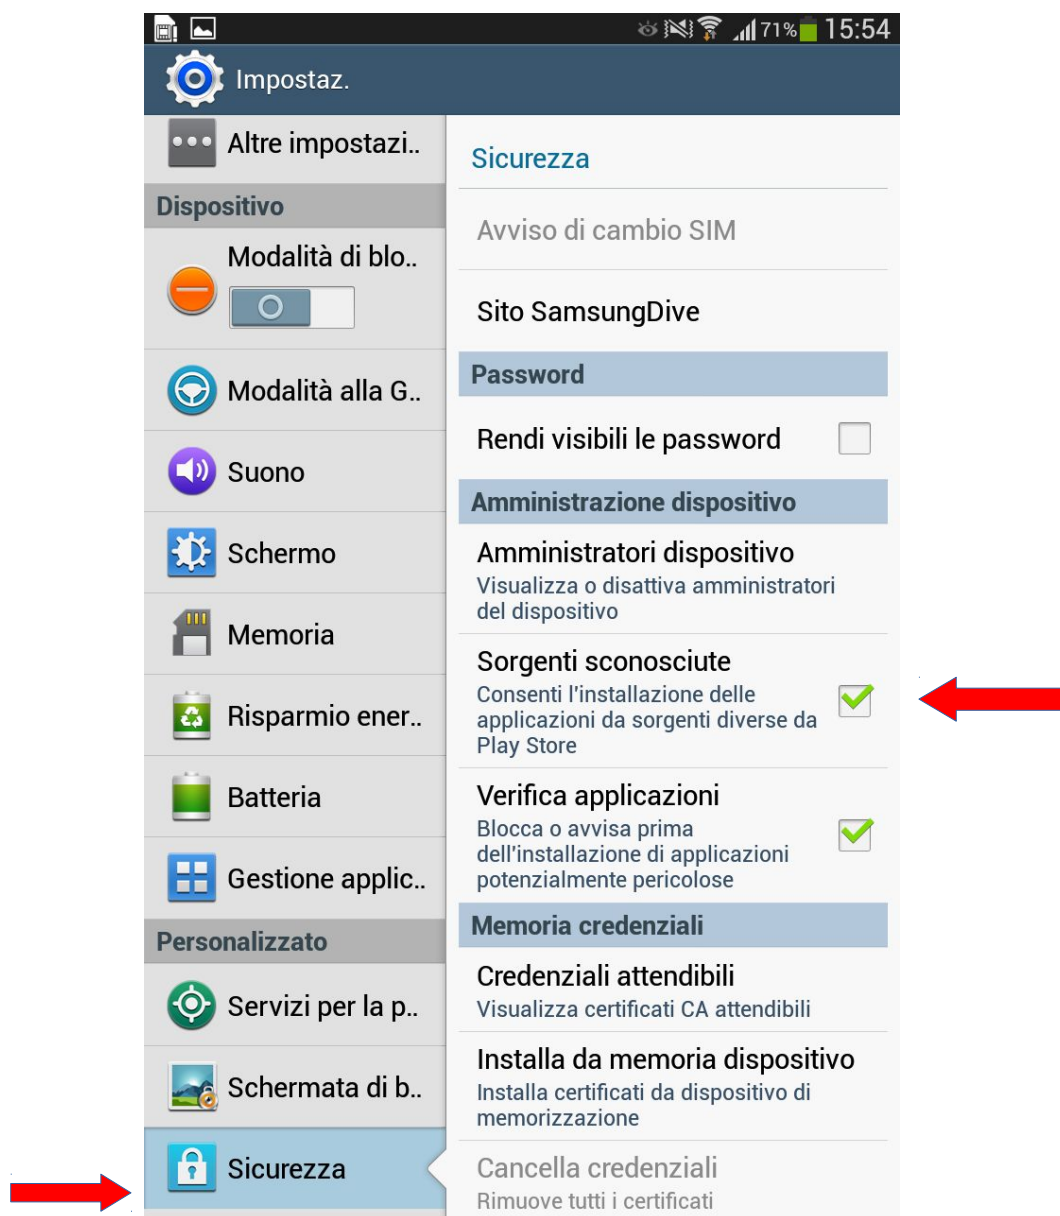 71% 15:54
Impostaz.
Altre impostazi..
Dispositivo
Modalità di blo..
Modalità alla G..
Suono
Schermo
Memoria
Risparmio ener..
Batteria
Gestione applic..
Personalizzato
Servizi per la p..
Schermata di b..
Sicurezza
Sicurezza
Avviso di cambio SIM
Sito SamsungDive
Password
Rendi visibili le password
Amministrazione dispositivo
Amministratori dispositivo
Visualizza o disattiva amministratori
del dispositivo
Sorgenti sconosciute
Consenti l'installazione delle
applicazioni da sorgenti diverse da
Play Store
Verifica applicazioni
Blocca o avvisa prima
dell'installazione di applicazioni
potenzialmente pericolose
Memoria credenziali
Credenziali attendibili
Visualizza certificati CA attendibili
Installa da memoria dispositivo
Installa certificati da dispositivo di
memorizzazione
Cancella credenziali
Rimuove tutti i certificati